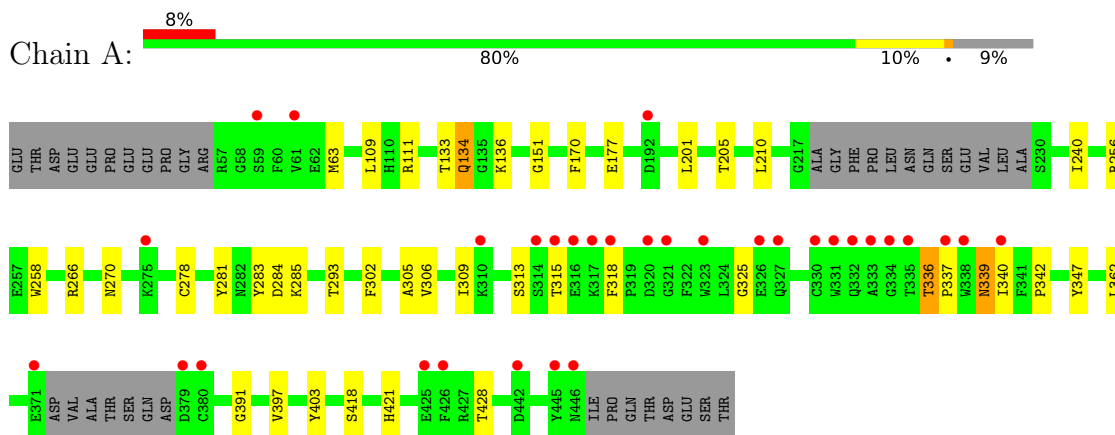 8%
Chain A:
80% 10% • 9%
GLU THR ASP GLU GLU PRO GLU GLU PRO GLY ARG R57 G58 S59 F60 V61 E62 M63 L109 H110 R111 T133 Q134 G135 K136 G151 F170 E177 D192 L201 T205 L210 G217 ALA GLY PHE PRO LEU ASN GLN SER GLU VAL LEU ALA S230 I240
E257 W258 R266 N270 K275 C278 Y281 N282 Y283 D284 K285 T293 F302 A305 V306 I309 K310 S313 S314 T315 E316 K317 F318 P319 D320 G321 F322 W323 L324 G325 E326 Q327 C330 W331 Q332 A333 G334 T335 T336 P337 W338 N339 I340 F341 P342 Y347
E371 ASP VAL ALA THR SER GLN ASP D379 C380 G391 V397 Y403 S418 H421 E425 F426 R427 T428 D442 Y445 N446 ILE PRO GLN THR ASP GLU SER THR